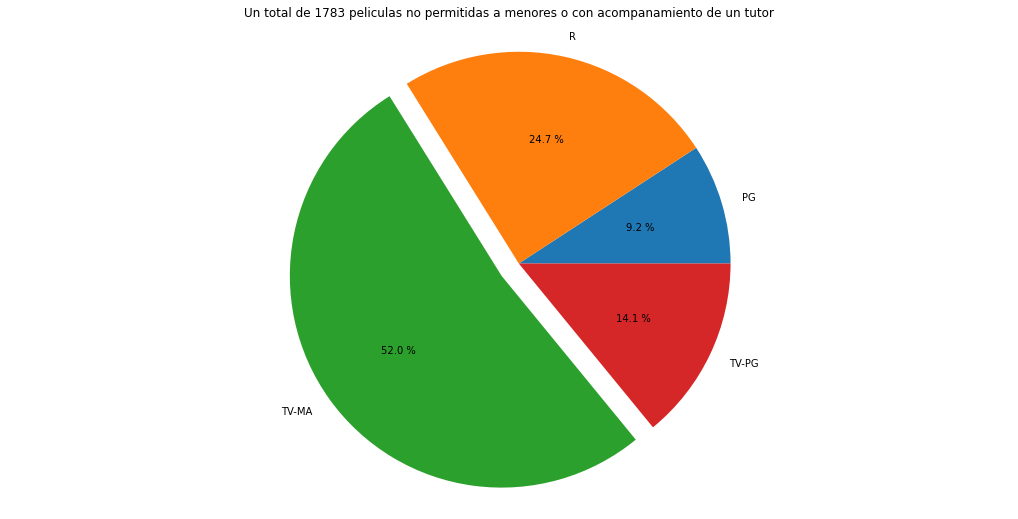 Un total de 1783 peliculas no permitidas a menores o con acompanamiento de un tutor
R
24.7 %
PG
9.2 %
14.1 %
52.0 %
TV-PG
TV-MA